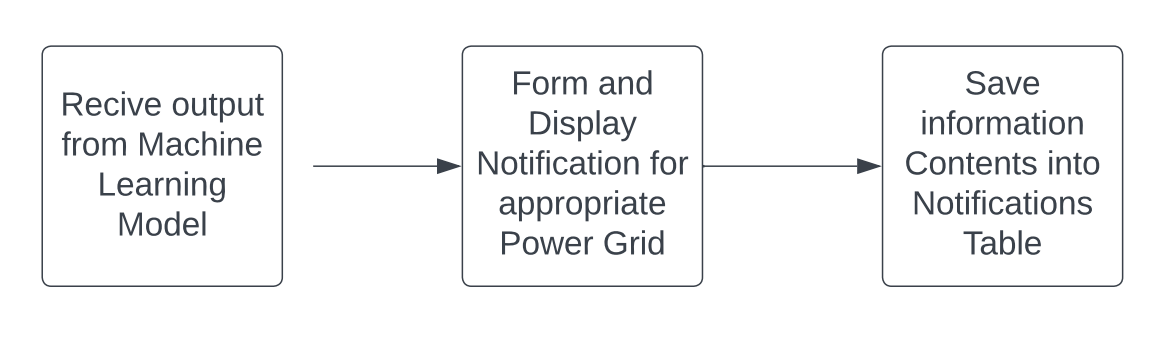 Recive output
from Machine
Learning
Model
Form and
Display
Notification for
appropriate
Power Grid
Save
information
Contents into
Notifications
Table